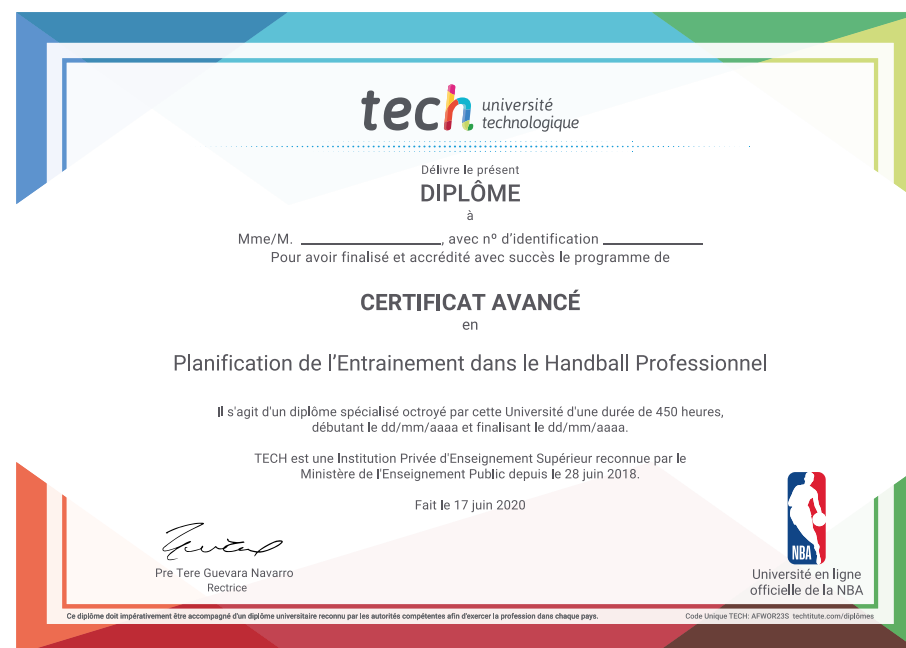 tech université
technologique
Délivre le présent
DIPLÔME
à
Mme/M. ____________________, avec nº d'identification ______________
Pour avoir finalisé et accrédité avec succès le programme de
CERTIFICAT AVANCÉ
en
Planification de l'Entrainement dans le Handball Professionnel
Il s'agit d'un diplôme spécialisé octroyé par cette Université d'une durée de 450 heures,
débutant le dd/mm/aaaa et finalisant le dd/mm/aaaa.
TECH est une Institution Privée d'Enseignement Supérieur reconnue par le
Ministère de l'Enseignement Public depuis le 28 juin 2018.
Fait le 17 juin 2020
Pre Tere Guevara Navarro
Rectrice
NBA
Université en ligne
officielle de la NBA
Ce diplôme doit impérativement être accompagné d'un diplôme universitaire reconnu par les autorités compétentes afin d'exercer la profession dans chaque pays.
Code Unique TECH: AFWOR23S techtitute.com/diplômes